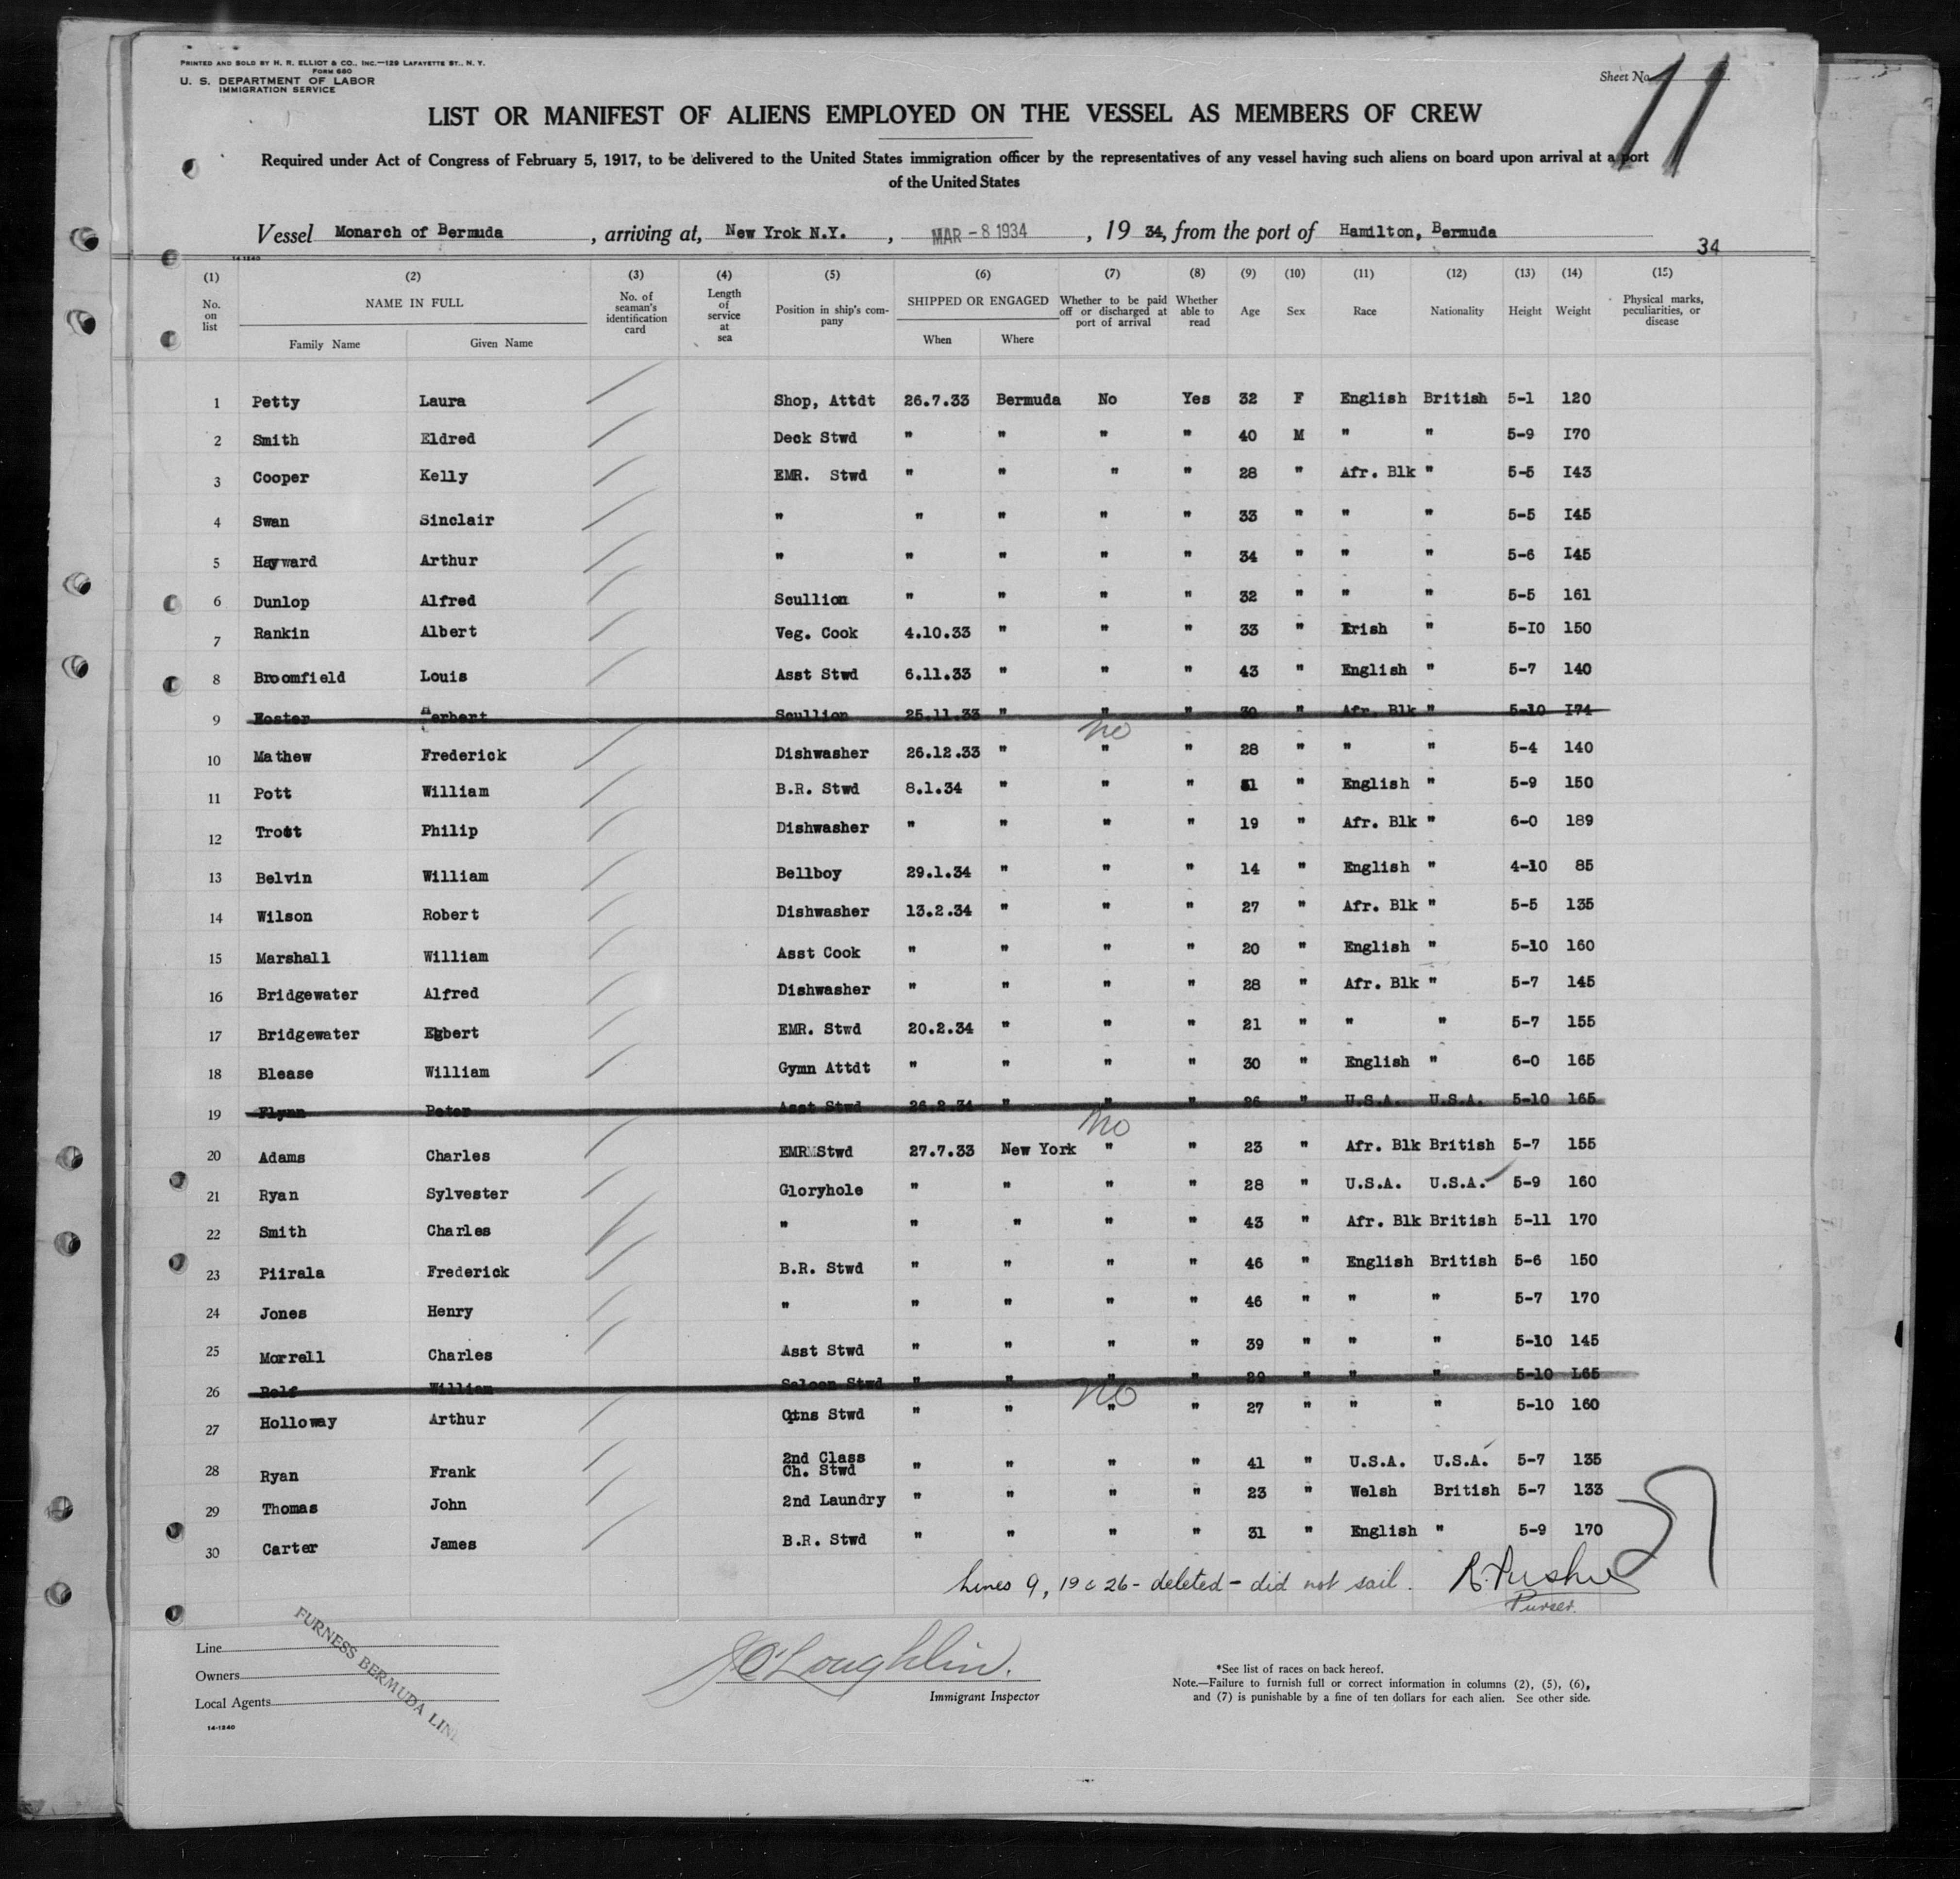 PRINTED AND SOLD BY H. R. ELLIOT & CO., INC.—129 LAFAYETTE ST., N. Y.
FORM 680
U. S. DEPARTMENT OF LABOR
IMMIGRATION SERVICE
Sheet No. 11
LIST OR MANIFEST OF ALIENS EMPLOYED ON THE VESSEL AS MEMBERS OF CREW
Required under Act of Congress of February 5, 1917, to be delivered to the United States immigration officer by the representatives of any vessel having such aliens on board upon arrival at a port
of the United States
Vessel Monarch of Bermuda, arriving at, New Yrok N.Y., MAR - 8 1934, 19 34, from the port of Hamilton, Bermuda
34
14-1240
(1) (2) (3) (4) (5) (6) (7) (8) (9) (10) (11) (12) (13) (14) (15)
No. on list NAME IN FULL Family Name Given Name No. of seaman's identification card Length of service at sea Position in ship's company SHIPPED OR ENGAGED When Where Whether to be paid off or discharged at port of arrival Whether able to read Age Sex Race Nationality Height Weight Physical marks, peculiarities, or disease
1 Petty Laura Shop, Attdt 26.7.33 Bermuda No Yes 32 F English British 5-1 120
2 Smith Eldred Deck Stwd " " " " 40 M " " 5-9 I70
3 Cooper Kelly EMR. Stwd " " " " 28 " Afr. Blk " 5-5 I43
4 Swan Sinclair " " " " " 33 " " " 5-5 I45
5 Hayward Arthur " " " " " 34 " " " 5-6 I45
6 Dunlop Alfred Scullion " " " " 32 " " " 5-5 161
7 Rankin Albert Veg. Cook 4.10.33 " " " 33 " Irish " 5-I0 150
8 Broomfield Louis Asst Stwd 6.11.33 " " " 43 " English " 5-7 140
9 Herbert Scullion 25.11.33 " " " 30 " Afr. Blk " 5-10 I74
no
10 Mathew Frederick Dishwasher 26.12.33 " " " 28 " " " 5-4 140
11 Pott William B.R. Stwd 8.1.34 " " " " English " 5-9 150
12 Trott Philip Dishwasher " " " " 19 " Afr. Blk " 6-0 189
13 Belvin William Bellboy 29.1.34 " " " 14 " English " 4-10 85
14 Wilson Robert Dishwasher 13.2.34 " " " 27 " Afr. Blk " 5-5 135
15 Marshall William Asst Cook " " " " 20 " English " 5-10 160
16 Bridgewater Alfred Dishwasher " " " " 28 " Afr. Blk " 5-7 145
17 Bridgewater Egbert EMR. Stwd 20.2.34 " " " 21 " " " 5-7 155
18 Blease William Gymn Attdt " " " " 30 " English " 6-0 165
19 Flynn Peter Asst Stwd 26.2.34 " " " 26 " U.S.A. U.S.A. 5-10 165
no
20 Adams Charles EMR Stwd 27.7.33 New York " " 23 " Afr. Blk British 5-7 155
21 Ryan Sylvester Gloryhole " " " " 28 " U.S.A. U.S.A. 5-9 160
22 Smith Charles " " " " " 43 " Afr. Blk British 5-11 170
23 Piirala Frederick B.R. Stwd " " " " 46 " English British 5-6 150
24 Jones Henry " " " " " 46 " " " 5-7 170
25 Morrell Charles Asst Stwd " " " " 39 " " " 5-10 145
26 Rolf William Saloon Stwd " " " " 29 " " " 5-10 I65
no
27 Holloway Arthur Cptns Stwd " " " " 27 " " " 5-10 160
28 Ryan Frank 2nd Class Ch. Stwd " " " " 41 " U.S.A. U.S.A. 5-7 135
29 Thomas John 2nd Laundry " " " " 23 " Welsh British 5-7 133
30 Carter James B.R. Stwd " " " " 31 " English " 5-9 170
Lines 9, 19 & 26 - deleted - did not sail.
Purser.
Line
Owners
Local Agents
FURNESS BERMUDA LINE
14-1240
J O'Loughlin.
Immigrant Inspector
*See list of races on back hereof.
Note.—Failure to furnish full or correct information in columns (2), (5), (6),
and (7) is punishable by a fine of ten dollars for each alien. See other side.